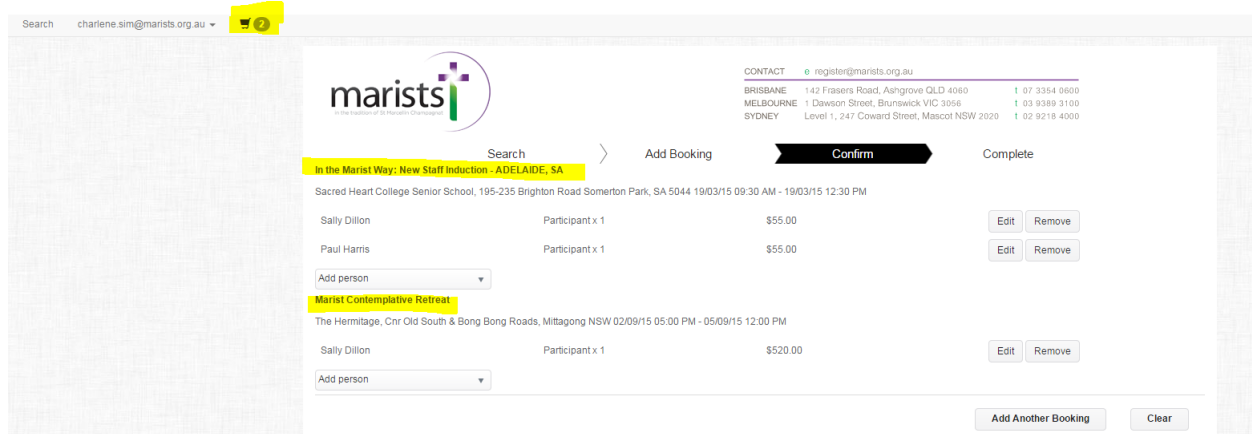 Search charlene.sim@marists.org.au 2
marists
in the tradition of St Marcellin Champagnat
CONTACT e register@marists.org.au
BRISBANE 142 Frasers Road, Ashgrove QLD 4060 t 07 3354 0600
MELBOURNE 1 Dawson Street, Brunswick VIC 3056 t 03 9389 3100
SYDNEY Level 1, 247 Coward Street, Mascot NSW 2020 t 02 9218 4000
Search Add Booking Confirm Complete
In the Marist Way: New Staff Induction - ADELAIDE, SA
Sacred Heart College Senior School, 195-235 Brighton Road Somerton Park, SA 5044 19/03/15 09:30 AM - 19/03/15 12:30 PM
Sally Dillon Participant x 1 $55.00 Edit Remove
Paul Harris Participant x 1 $55.00 Edit Remove
Add person
Marist Contemplative Retreat
The Hermitage, Cnr Old South & Bong Bong Roads, Mittagong NSW 02/09/15 05:00 PM - 05/09/15 12:00 PM
Sally Dillon Participant x 1 $520.00 Edit Remove
Add person
Add Another Booking Clear